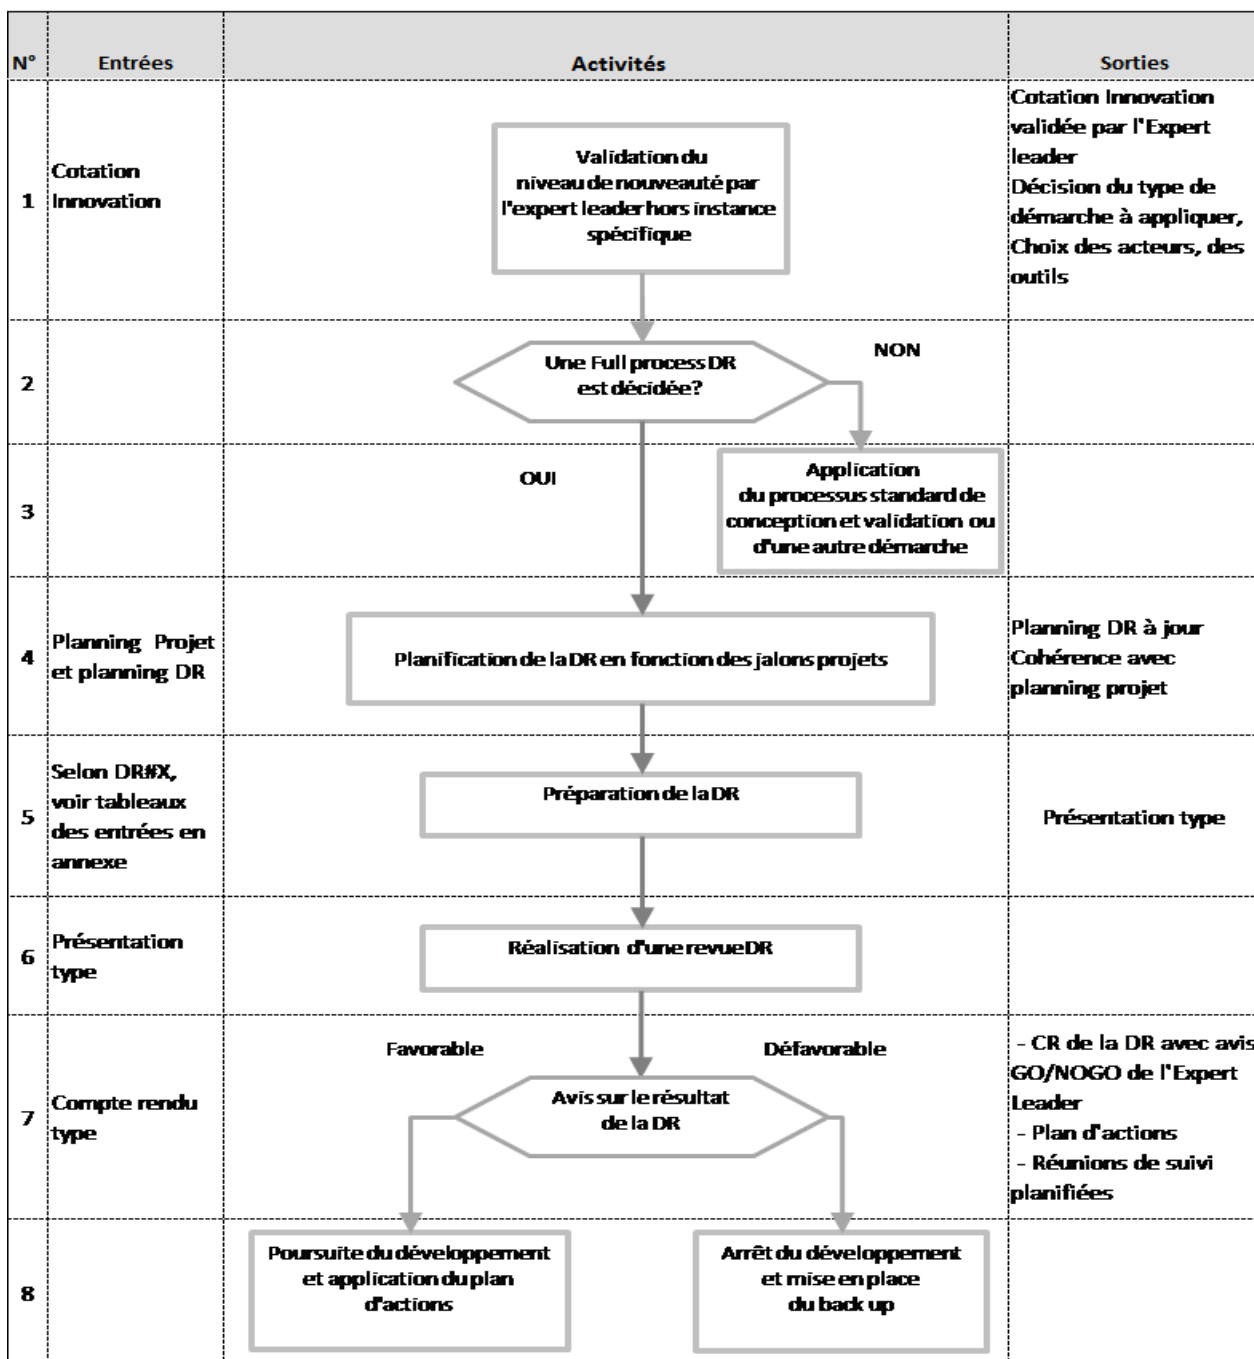 N° Entrées Activités Sorties
1
Cotation
Innovation
Validation du
niveau de nouveauté par
l'expert leader hors instance
spécifique
Cotation Innovation
validée par l'Expert
leader
Décision du type de
démarche à appliquer,
Choix des acteurs, des
outils
2
Une Full process DR
est décidée?
NON
3
OUI
Application
du processus standard de
conception et validation ou
d'une autre démarche
4
Planning Projet
et planning DR
Planification de la DR en fonction des jalons projets
Planning DR à jour
Cohérence avec
planning projet
5
Selon DR#X,
voir tableaux
des entrées en
annexe
Préparation de la DR
Présentation type
6
Présentation
type
Réalisation d'une revue DR
7
Compte rendu
type
Favorable
Défavorable
Avis sur le résultat
de la DR
- CR de la DR avec avis
GO/NOGO de l'Expert
Leader
- Plan d'actions
- Réunions de suivi
planifiées
8
Poursuite du développement
et application du plan
d'actions
Arrêt du développement
et mise en place
du back up